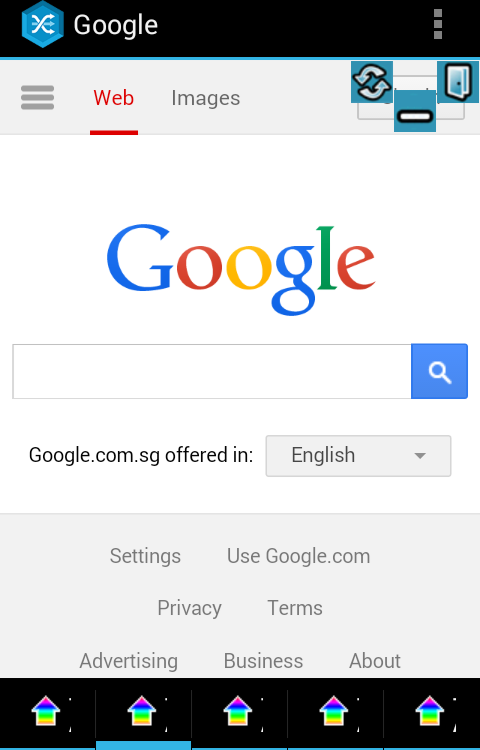 Google
Web Images
Google
Google.com.sg offered in: English
Settings Use Google.com
Privacy Terms
Advertising Business About